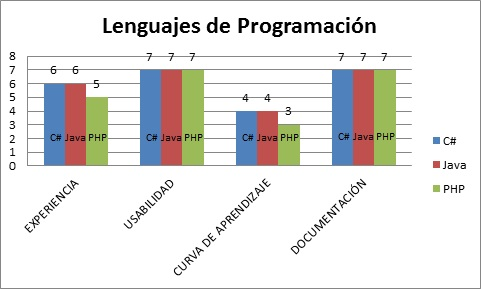 Lenguajes de Programación
8
7
6
5
4
3
2
1
0
6 6 5
7 7 7
4 4 3
7 7 7
C# Java PHP
C# Java PHP
C# Java PHP
C# Java PHP
EXPERIENCIA
USABILIDAD
CURVA DE APRENDIZAJE
DOCUMENTACIÓN
C#
Java
PHP